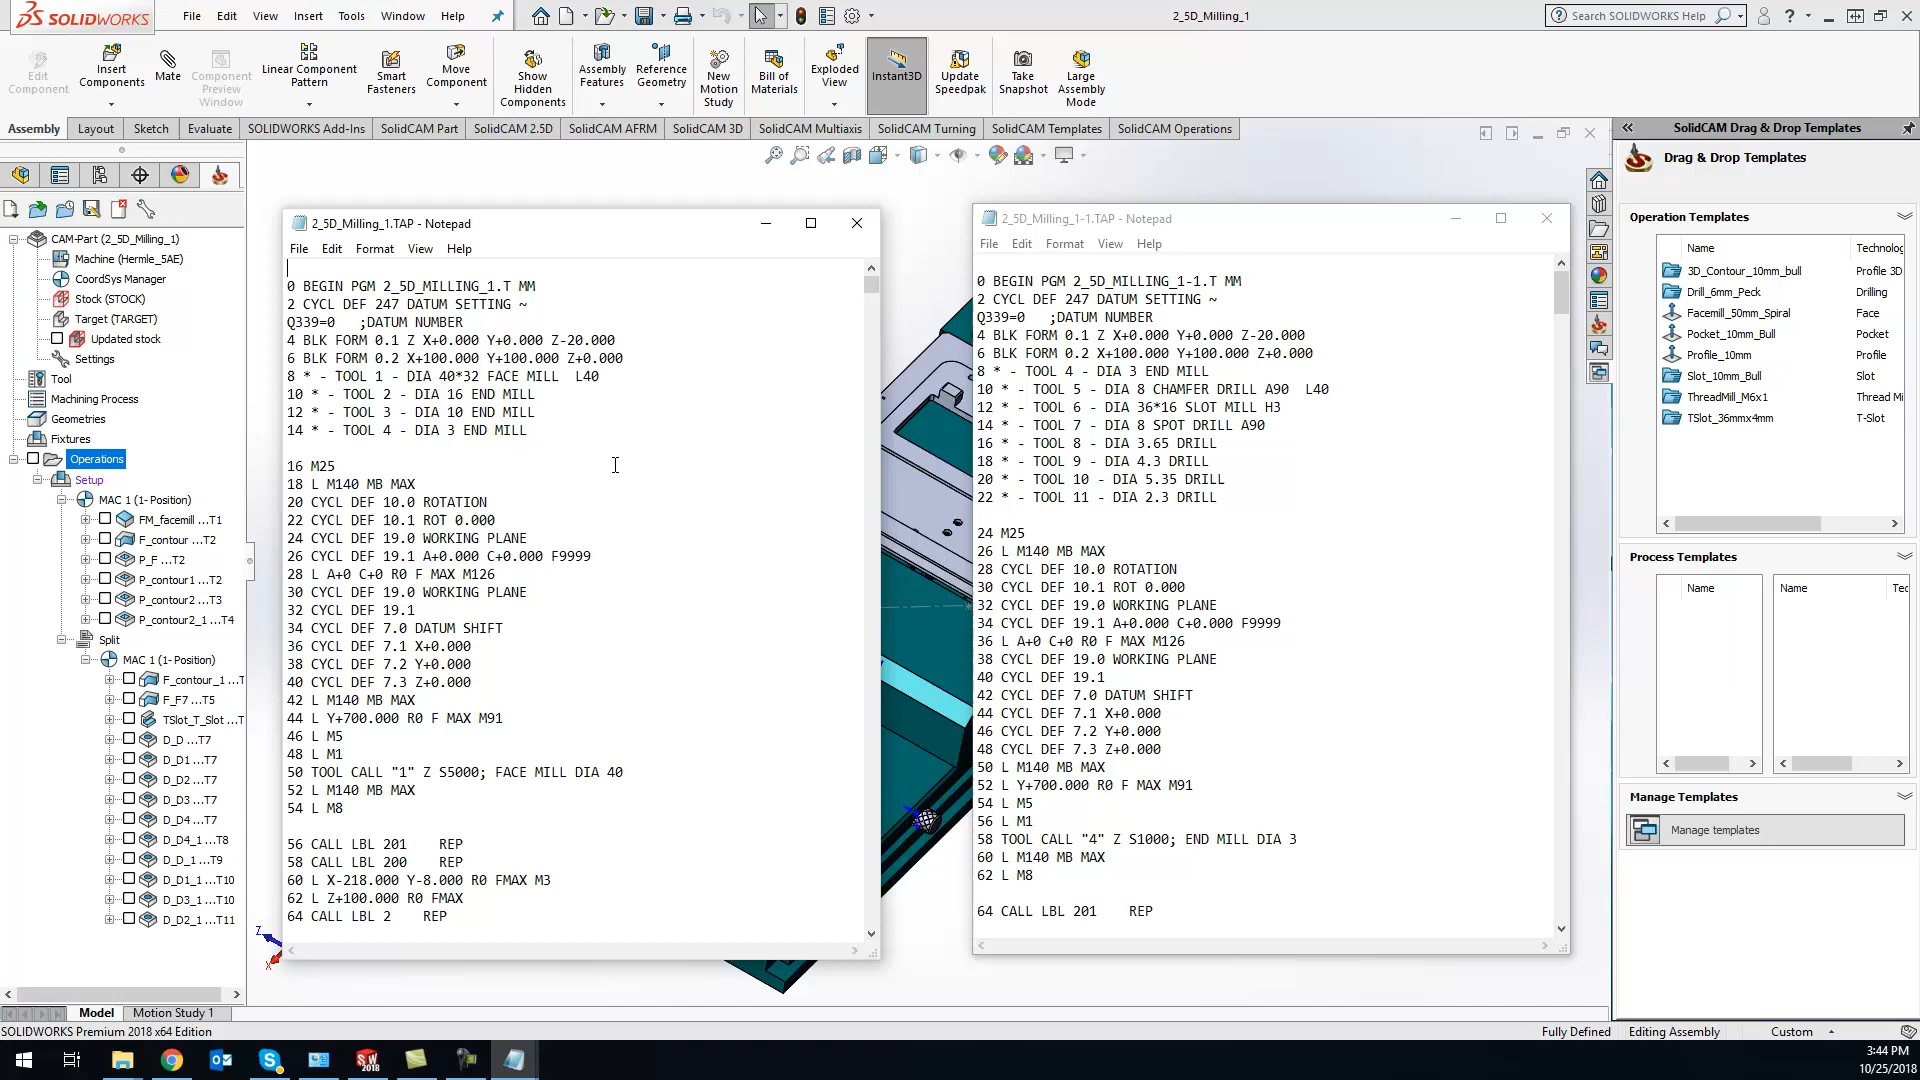 SOLIDWORKS
File Edit View Insert Tools Window Help
2_5D_Milling_1
Search SOLIDWORKS Help
Edit Component
Insert Components
Mate
Component Preview Window
Linear Component Pattern
Smart Fasteners
Move Component
Show Hidden Components
Assembly Features
Reference Geometry
New Motion Study
Bill of Materials
Exploded View
Instant3D
Update Speedpak
Take Snapshot
Large Assembly Mode
Assembly Layout Sketch Evaluate SOLIDWORKS Add-Ins SolidCAM Part SolidCAM 2.5D SolidCAM AFRM SolidCAM 3D SolidCAM Multiaxis SolidCAM Turning SolidCAM Templates SolidCAM Operations
CAM-Part (2_5D_Milling_1)
Machine (Hermle_5AE)
CoordSys Manager
Stock (STOCK)
Target (TARGET)
Updated stock
Settings
Tool
Machining Process
Geometries
Fixtures
Operations
Setup
MAC 1 (1- Position)
FM_facemill ...T1
F_contour ...T2
P_F ...T2
P_contour1 ...T2
P_contour2 ...T3
P_contour2_1 ...T4
Split
MAC 1 (1- Position)
F_contour_1 ...T
F_F7 ...T5
TSlot_T_Slot ...T
D_D ...T7
D_D1 ...T7
D_D2 ...T7
D_D3 ...T7
D_D4 ...T7
D_D4_1 ...T8
D_D_1 ...T9
D_D1_1 ...T10
D_D3_1 ...T10
D_D2_1 ...T11
2_5D_Milling_1.TAP - Notepad
File Edit Format View Help
0 BEGIN PGM 2_5D_MILLING_1.T MM
2 CYCL DEF 247 DATUM SETTING ~
Q339=0 ;DATUM NUMBER
4 BLK FORM 0.1 Z X+0.000 Y+0.000 Z-20.000
6 BLK FORM 0.2 X+100.000 Y+100.000 Z+0.000
8 * - TOOL 1 - DIA 40*32 FACE MILL L40
10 * - TOOL 2 - DIA 16 END MILL
12 * - TOOL 3 - DIA 10 END MILL
14 * - TOOL 4 - DIA 3 END MILL
16 M25
18 L M140 MB MAX
20 CYCL DEF 10.0 ROTATION
22 CYCL DEF 10.1 ROT 0.000
24 CYCL DEF 19.0 WORKING PLANE
26 CYCL DEF 19.1 A+0.000 C+0.000 F9999
28 L A+0 C+0 R0 F MAX M126
30 CYCL DEF 19.0 WORKING PLANE
32 CYCL DEF 19.1
34 CYCL DEF 7.0 DATUM SHIFT
36 CYCL DEF 7.1 X+0.000
38 CYCL DEF 7.2 Y+0.000
40 CYCL DEF 7.3 Z+0.000
42 L M140 MB MAX
44 L Y+700.000 R0 F MAX M91
46 L M5
48 L M1
50 TOOL CALL "1" Z S5000; FACE MILL DIA 40
52 L M140 MB MAX
54 L M8
56 CALL LBL 201 REP
58 CALL LBL 200 REP
60 L X-218.000 Y-8.000 R0 FMAX M3
62 L Z+100.000 R0 FMAX
64 CALL LBL 2 REP
Z
X
2_5D_Milling_1-1.TAP - Notepad
File Edit Format View Help
0 BEGIN PGM 2_5D_MILLING_1-1.T MM
2 CYCL DEF 247 DATUM SETTING ~
Q339=0 ;DATUM NUMBER
4 BLK FORM 0.1 Z X+0.000 Y+0.000 Z-20.000
6 BLK FORM 0.2 X+100.000 Y+100.000 Z+0.000
8 * - TOOL 4 - DIA 3 END MILL
10 * - TOOL 5 - DIA 8 CHAMFER DRILL A90 L40
12 * - TOOL 6 - DIA 36*16 SLOT MILL H3
14 * - TOOL 7 - DIA 8 SPOT DRILL A90
16 * - TOOL 8 - DIA 3.65 DRILL
18 * - TOOL 9 - DIA 4.3 DRILL
20 * - TOOL 10 - DIA 5.35 DRILL
22 * - TOOL 11 - DIA 2.3 DRILL
24 M25
26 L M140 MB MAX
28 CYCL DEF 10.0 ROTATION
30 CYCL DEF 10.1 ROT 0.000
32 CYCL DEF 19.0 WORKING PLANE
34 CYCL DEF 19.1 A+0.000 C+0.000 F9999
36 L A+0 C+0 R0 F MAX M126
38 CYCL DEF 19.0 WORKING PLANE
40 CYCL DEF 19.1
42 CYCL DEF 7.0 DATUM SHIFT
44 CYCL DEF 7.1 X+0.000
46 CYCL DEF 7.2 Y+0.000
48 CYCL DEF 7.3 Z+0.000
50 L M140 MB MAX
52 L Y+700.000 R0 F MAX M91
54 L M5
56 L M1
58 TOOL CALL "4" Z S1000; END MILL DIA 3
60 L M140 MB MAX
62 L M8
64 CALL LBL 201 REP
SolidCAM Drag & Drop Templates
Drag & Drop Templates
Operation Templates
Name Technolog
3D_Contour_10mm_bull Profile 3D
Drill_6mm_Peck Drilling
Facemill_50mm_Spiral Face
Pocket_10mm_Bull Pocket
Profile_10mm Profile
Slot_10mm_Bull Slot
ThreadMill_M6x1 Thread Mi
TSlot_36mmx4mm T-Slot
Process Templates
Name Name Tec
Manage Templates
Manage templates
Model Motion Study 1
SOLIDWORKS Premium 2018 x64 Edition
Fully Defined Editing Assembly Custom
SW 2018
3:44 PM
10/25/2018